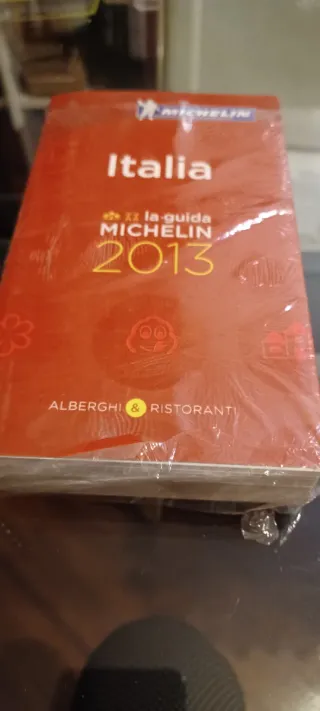 MICHELIN
Italia
la guida
MICHELIN
2013
ALBERGHI & RISTORANTI